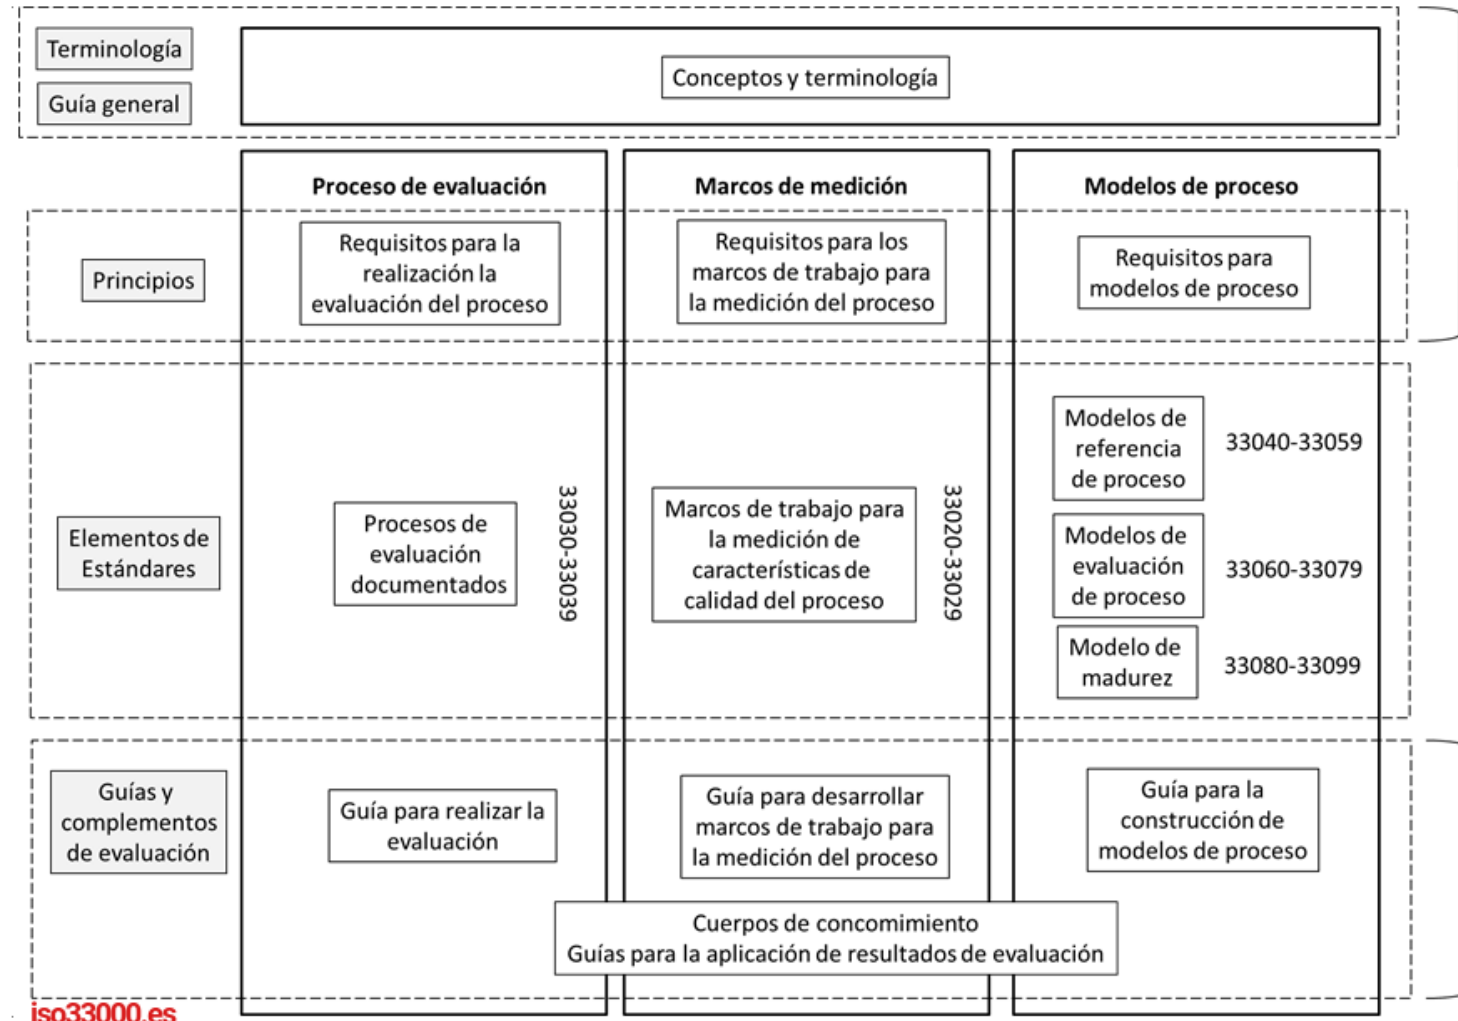 Terminología
Guía general
Conceptos y terminología
Proceso de evaluación
Marcos de medición
Modelos de proceso
Principios
Requisitos para la
realización la
evaluación del proceso
Requisitos para los
marcos de trabajo para
la medición del proceso
Requisitos para
modelos de proceso
Elementos de
Estándares
Procesos de
evaluación
documentados
33030-33039
Marcos de trabajo para
la medición de
características de
calidad del proceso
33020-33029
Modelos de
referencia
de proceso
33040-33059
Modelos de
evaluación
de proceso
33060-33079
Modelo de
madurez
33080-33099
Guías y
complementos
de evaluación
Guía para realizar la
evaluación
Guía para desarrollar
marcos de trabajo para
la medición del proceso
Guía para la
construcción de
modelos de proceso
Cuerpos de concomimiento
Guías para la aplicación de resultados de evaluación
iso33000.es